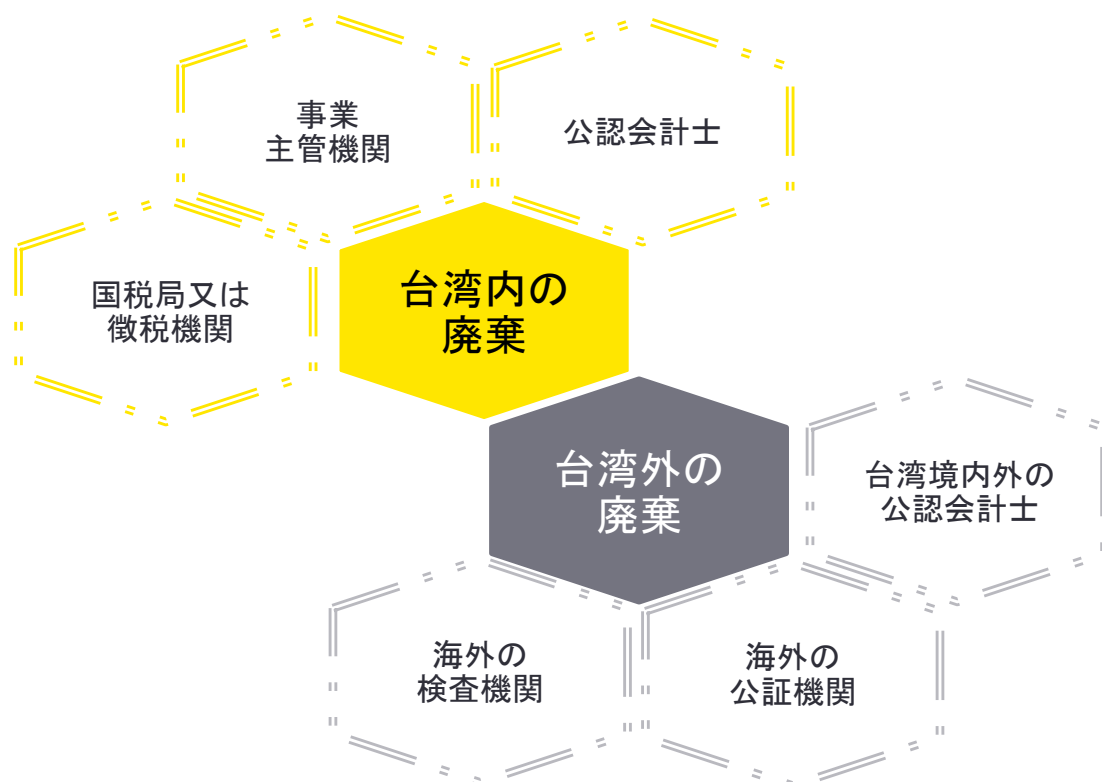 事業
主管機関
公認会計士
国税局又は
徴税機関
台湾内の
廃棄
台湾外の
廃棄
台湾境内外の
公認会計士
海外の
検査機関
海外の
公証機関